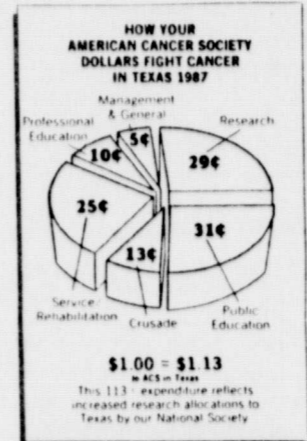 HOW YOUR
AMERICAN CANCER SOCIETY
DOLLARS FIGHT CANCER
IN TEXAS 1987
Management
& General
5¢
Professional
Education
10¢
Research
29¢
25¢
Service/
Rehabilitation
13¢
Crusade
31¢
Public
Education
$1.00 = $1.13
to ACS in Texas
This 113 expenditure reflects
increased research allocations to
Texas by our National Society